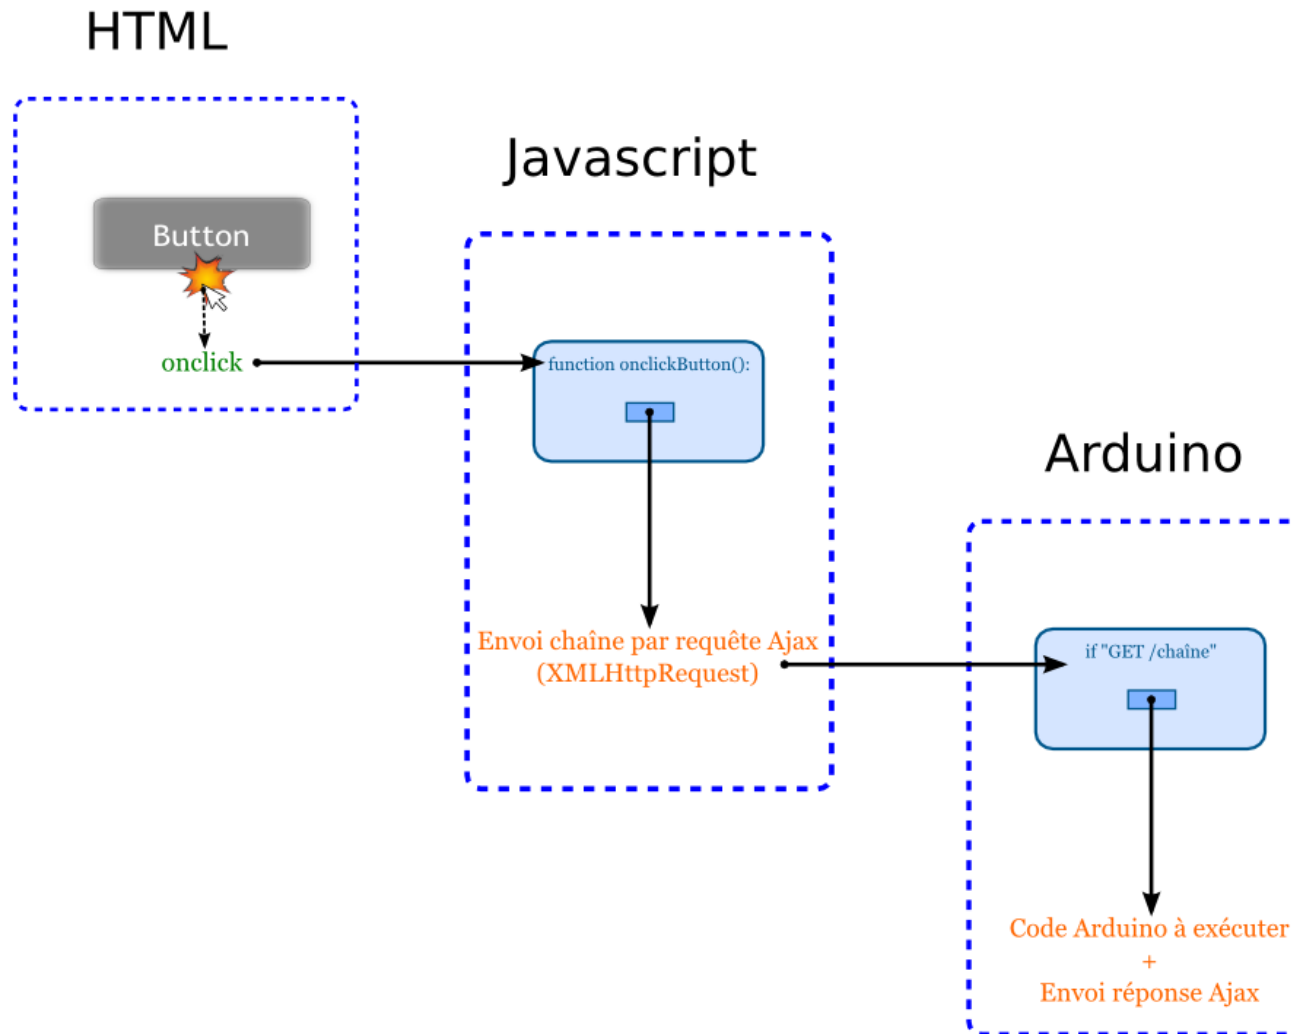 HTML
Button
onclick
Javascript
function onclickButton():
Envoi chaîne par requête Ajax
(XMLHttpRequest)
Arduino
if "GET /chaîne"
Code Arduino à exécuter
+
Envoi réponse Ajax